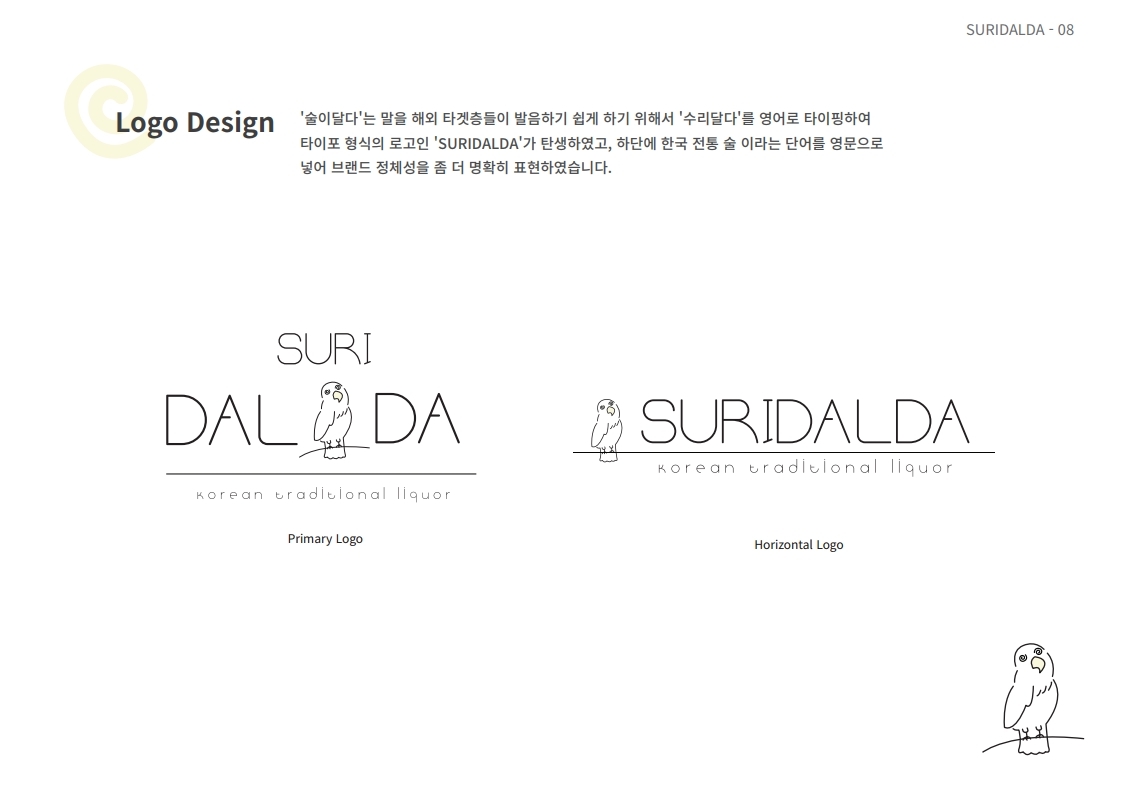 SURIDALDA - 08
Logo Design
'술이달다'는 말을 해외 타겟층들이 발음하기 쉽게 하기 위해서 '수리달다'를 영어로 타이핑하여
타이포 형식의 로고인 'SURIDALDA'가 탄생하였고, 하단에 한국 전통 술 이라는 단어를 영문으로
넣어 브랜드 정체성을 좀 더 명확히 표현하였습니다.
SURI
DAL DA
korean traditional liquor
Primary Logo
SURIDALDA
korean traditional liquor
Horizontal Logo